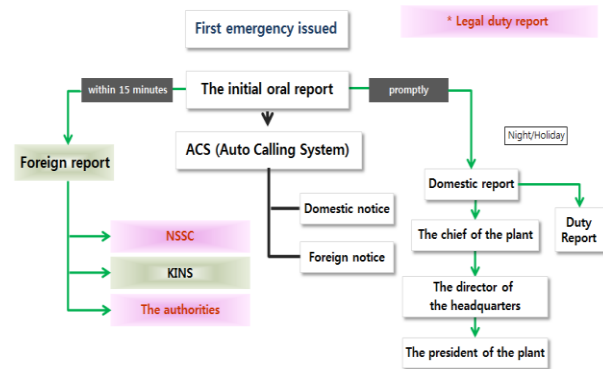 First emergency issued
* Legal duty report
within 15 minutes
The initial oral report
promptly
Night/Holiday
ACS (Auto Calling System)
Foreign report
Domestic report
Domestic notice
Duty
Report
NSSC
The chief of the plant
Foreign notice
KINS
The director of
the headquarters
The authorities
The president of the plant